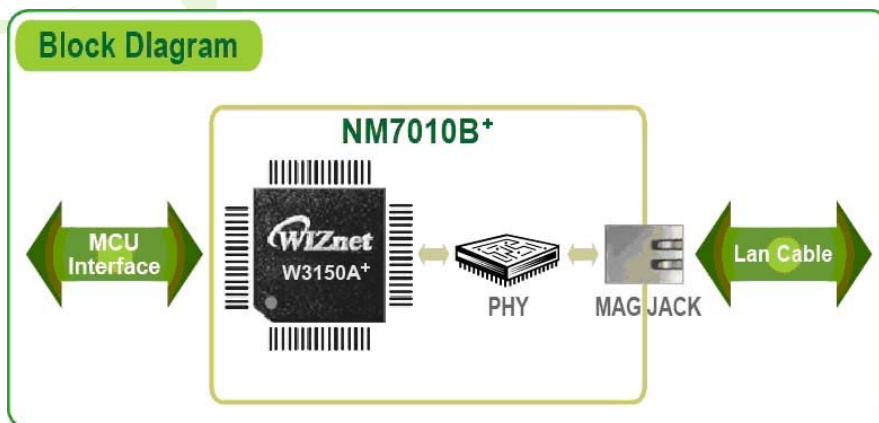 Block DIagram
NM7010B+
MCU
Interface
WIZnet
W3150A+
PHY
MAG JACK
Lan Cable